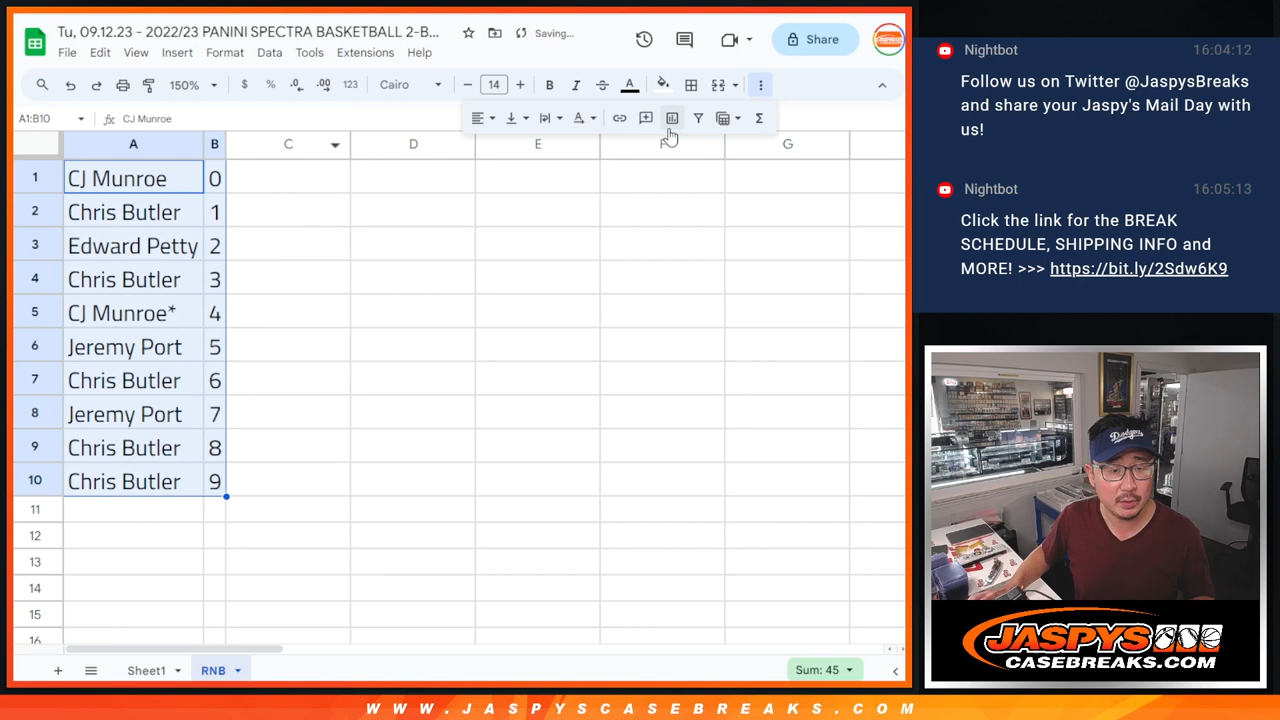 Tu, 09.12.23 - 2022/23 PANINI SPECTRA BASKETBALL 2-B...
Saving...
File Edit View Insert Format Data Tools Extensions Help
Share
150%
$ % .0 .00 123
Cairo
14
B I S A
A1:B10
fx CJ Munroe
A B C D E F G
1 CJ Munroe 0
2 Chris Butler 1
3 Edward Petty 2
4 Chris Butler 3
5 CJ Munroe* 4
6 Jeremy Port 5
7 Chris Butler 6
8 Jeremy Port 7
9 Chris Butler 8
10 Chris Butler 9
11
12
13
14
15
16
Sheet1
RNB
Sum: 45
Nightbot 16:04:12
Follow us on Twitter @JaspysBreaks
and share your Jaspy's Mail Day with
us!
Nightbot 16:05:13
Click the link for the BREAK
SCHEDULE, SHIPPING INFO and
MORE! >>> https://bit.ly/2Sdw6K9
Dodgers
JASPYS
CASEBREAKS.COM
WWW.JASPYSCASEBREAKS.COM